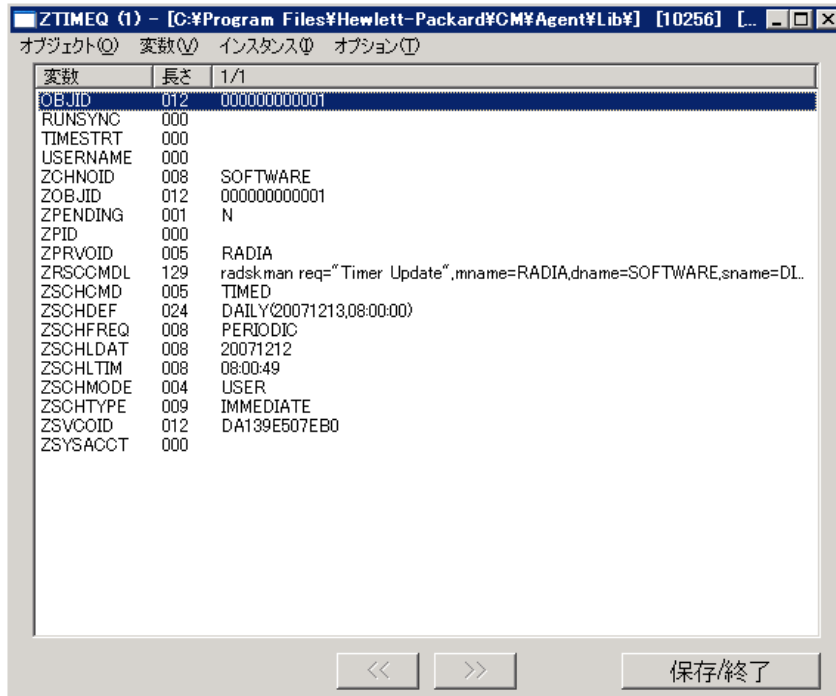 ZTIMEQ (1) - [C:¥Program Files¥Hewlett-Packard¥CM¥Agent¥Lib¥] [10256] [...
オブジェクト(O) 変数(V) インスタンス(I) オプション(T)
変数 長さ 1/1
OBJID 012 000000000001
RUNSYNC 000
TIMESTRT 000
USERNAME 000
ZCHNOID 008 SOFTWARE
ZOBJID 012 000000000001
ZPENDING 001 N
ZPID 000
ZPRVOID 005 RADIA
ZRSCCMDL 129 radskman req="Timer Update",mname=RADIA,dname=SOFTWARE,sname=DI...
ZSCHCMD 005 TIMED
ZSCHDEF 024 DAILY(20071213,08:00:00)
ZSCHFREQ 008 PERIODIC
ZSCHLDAT 008 20071212
ZSCHLTIM 008 08:00:49
ZSCHMODE 004 USER
ZSCHTYPE 009 IMMEDIATE
ZSVCOID 012 DA139E507EB0
ZSYSACCT 000
<< >> 保存/終了